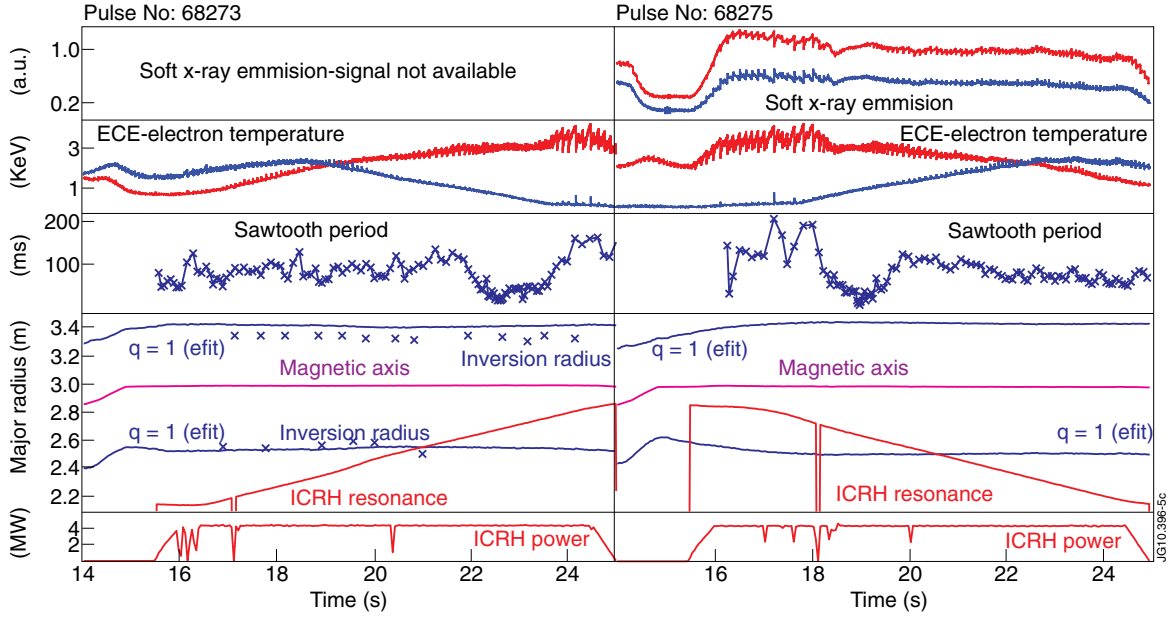 Pulse No: 68273
Pulse No: 68275
(a.u.)
1.0
0.2
Soft x-ray emmision-signal not available
Soft x-ray emmision
(KeV)
3
1
ECE-electron temperature
ECE-electron temperature
(ms)
200
100
Sawtooth period
Sawtooth period
Major radius (m)
3.4
3.2
3.0
2.8
2.6
2.4
2.2
q = 1 (efit)
Inversion radius
Magnetic axis
q = 1 (efit)
Inversion radius
ICRH resonance
q = 1 (efit)
Magnetic axis
q = 1 (efit)
ICRH resonance
(MW)
4
2
ICRH power
ICRH power
14 16 18 20 22 24
16 18 20 22 24
Time (s)
Time (s)
JG10.396-5c